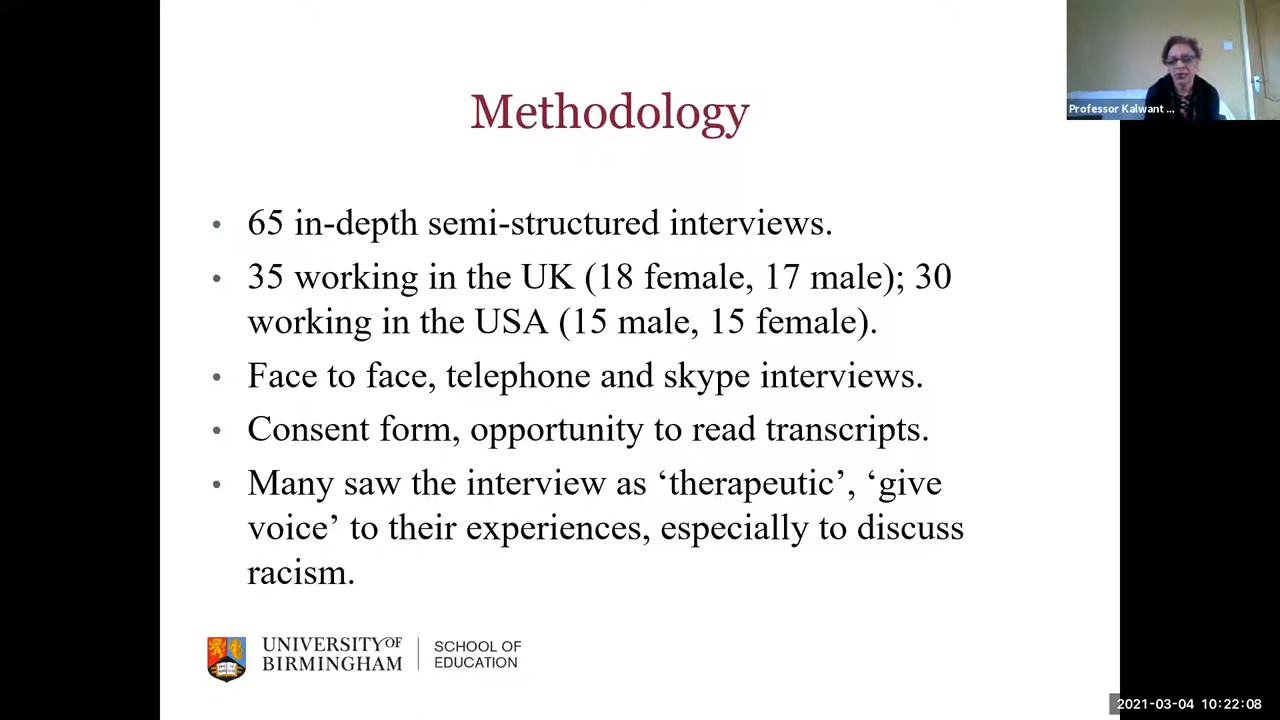 Methodology
Professor Kalwant ...
• 65 in-depth semi-structured interviews.
• 35 working in the UK (18 female, 17 male); 30
working in the USA (15 male, 15 female).
• Face to face, telephone and skype interviews.
• Consent form, opportunity to read transcripts.
• Many saw the interview as ‘therapeutic’, ‘give
voice’ to their experiences, especially to discuss
racism.
UNIVERSITY OF
BIRMINGHAM
SCHOOL OF
EDUCATION
2021-03-04 10:22:08